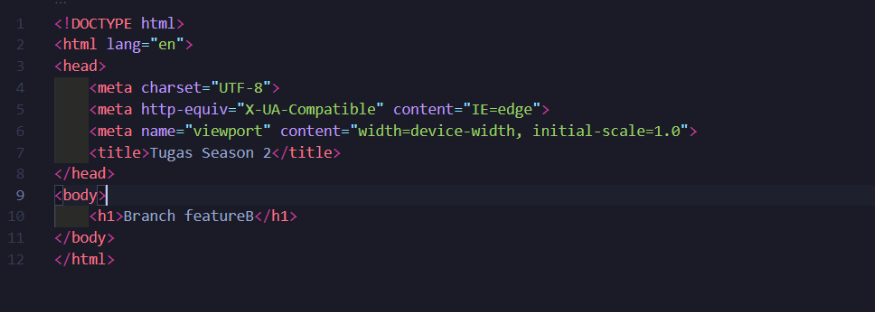 1 <!DOCTYPE html>
2 <html lang="en">
3 <head>
4     <meta charset="UTF-8">
5     <meta http-equiv="X-UA-Compatible" content="IE=edge">
6     <meta name="viewport" content="width=device-width, initial-scale=1.0">
7     <title>Tugas Season 2</title>
8 </head>
9 <body>
10     <h1>Branch featureB</h1>
11 </body>
12 </html>